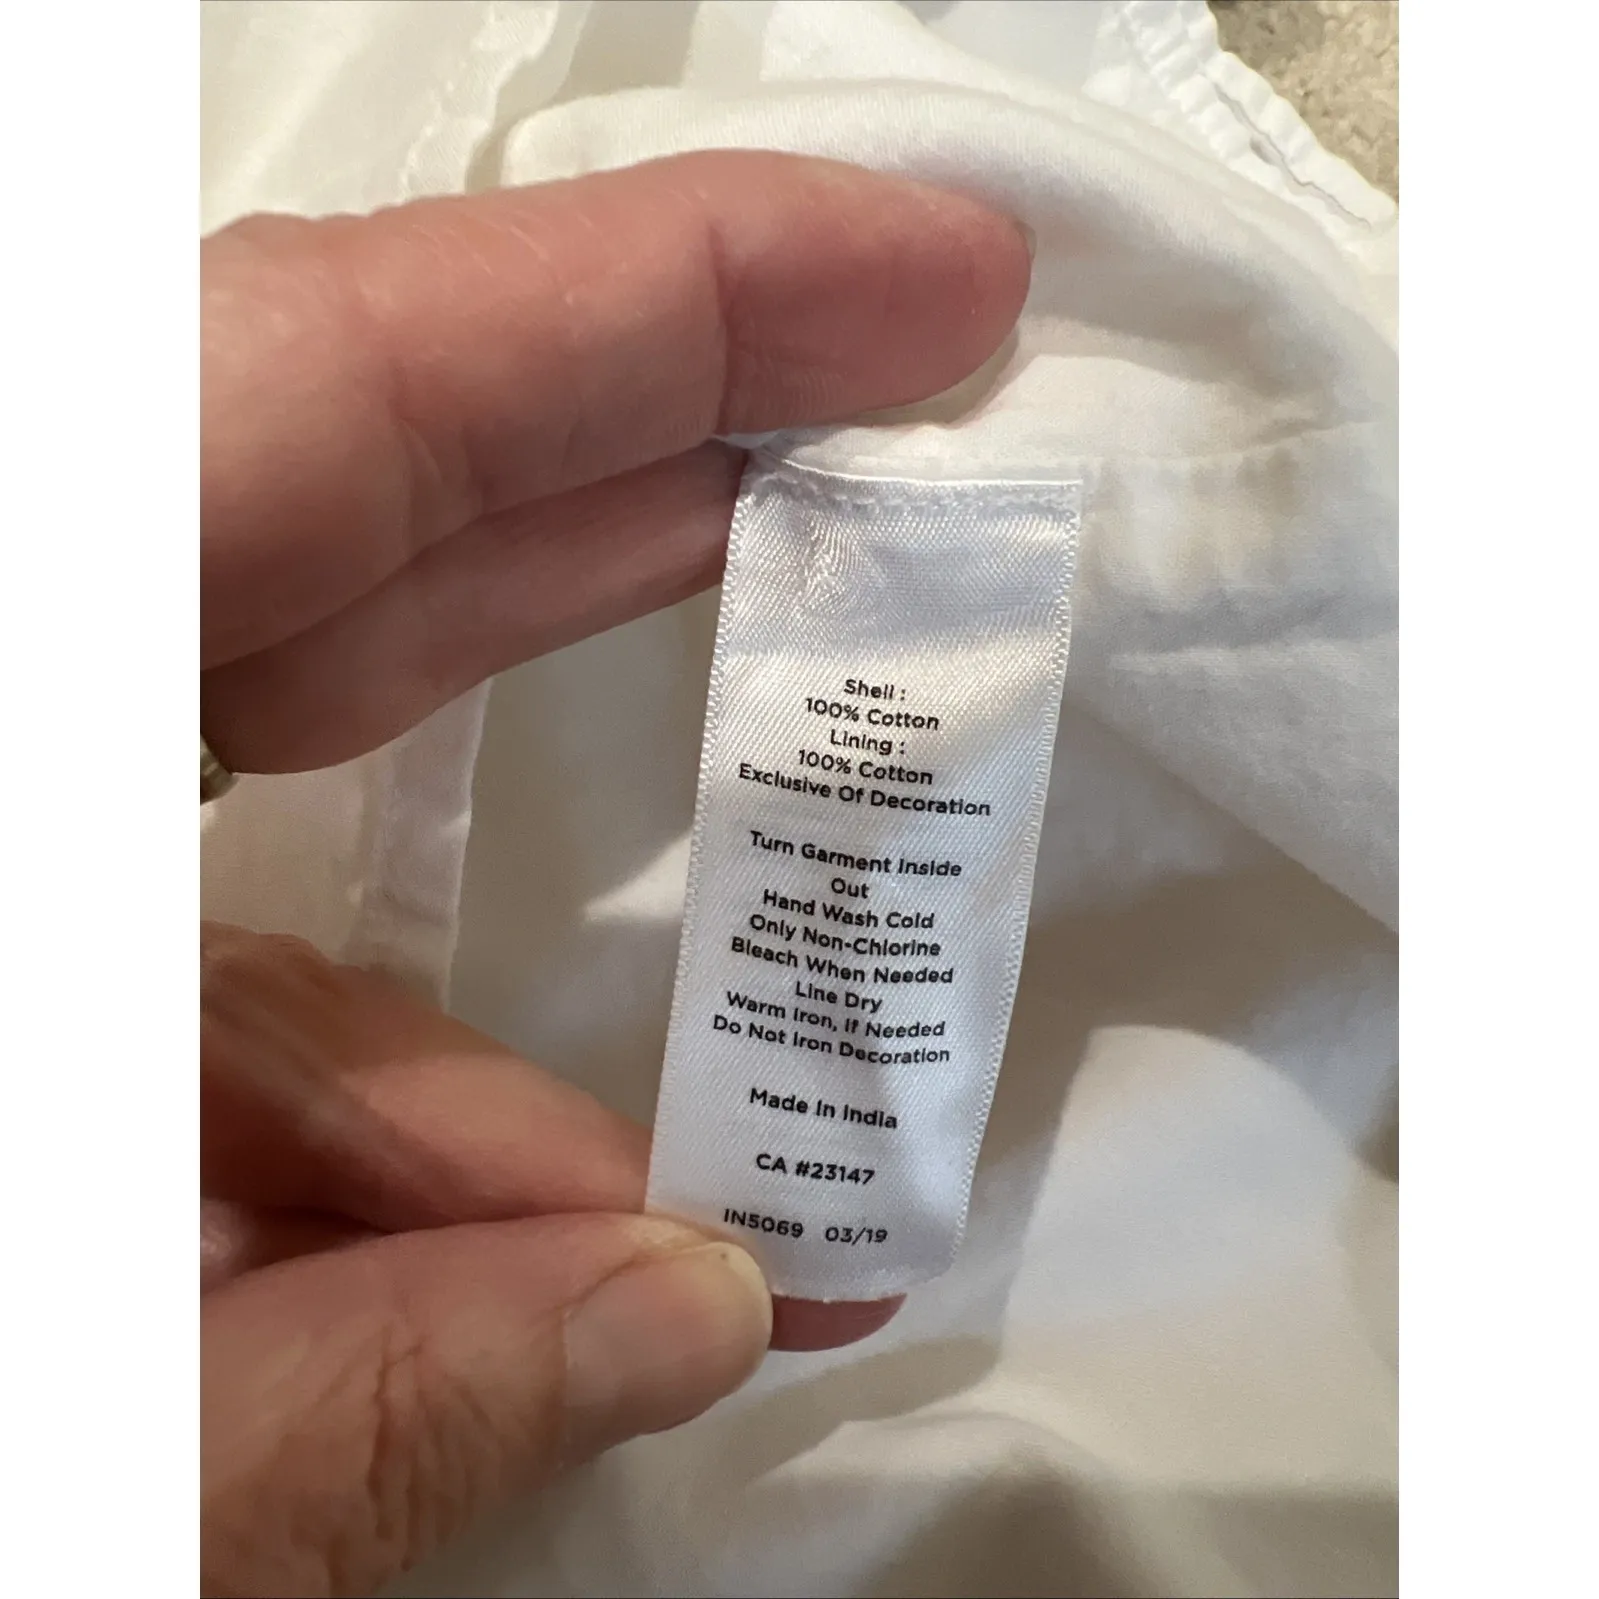 Shell :
100% Cotton
Lining :
100% Cotton
Exclusive Of Decoration
Turn Garment Inside
Out
Hand Wash Cold
Only Non-Chlorine
Bleach When Needed
Line Dry
Warm Iron, If Needed
Do Not Iron Decoration
Made In India
CA #23147
IN5069 03/19